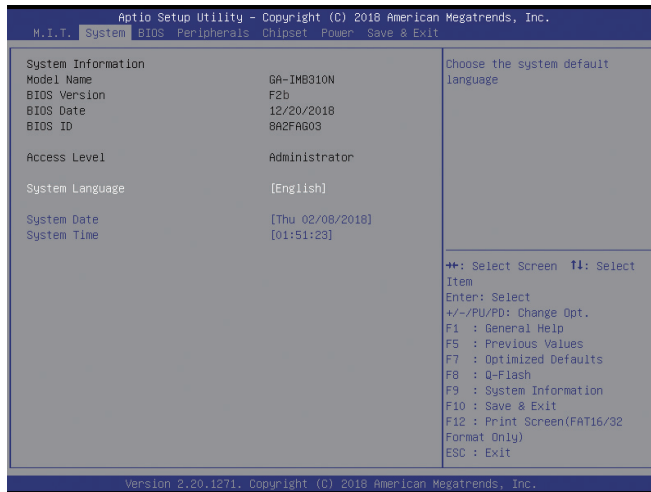 Aptio Setup Utility – Copyright (C) 2018 American Megatrends, Inc.
M.I.T. System BIOS Peripherals Chipset Power Save & Exit
System Information
Model Name GA-IMB310N
BIOS Version F2b
BIOS Date 12/20/2018
BIOS ID 8A2FAG03
Access Level Administrator
System Language [English]
System Date [Thu 02/08/2018]
System Time [01:51:23]
Choose the system default
language
↔: Select Screen ↑↓: Select
Item
Enter: Select
+/-/PU/PD: Change Opt.
F1 : General Help
F5 : Previous Values
F7 : Optimized Defaults
F8 : Q-Flash
F9 : System Information
F10 : Save & Exit
F12 : Print Screen(FAT16/32
Format Only)
ESC : Exit
Version 2.20.1271. Copyright (C) 2018 American Megatrends, Inc.